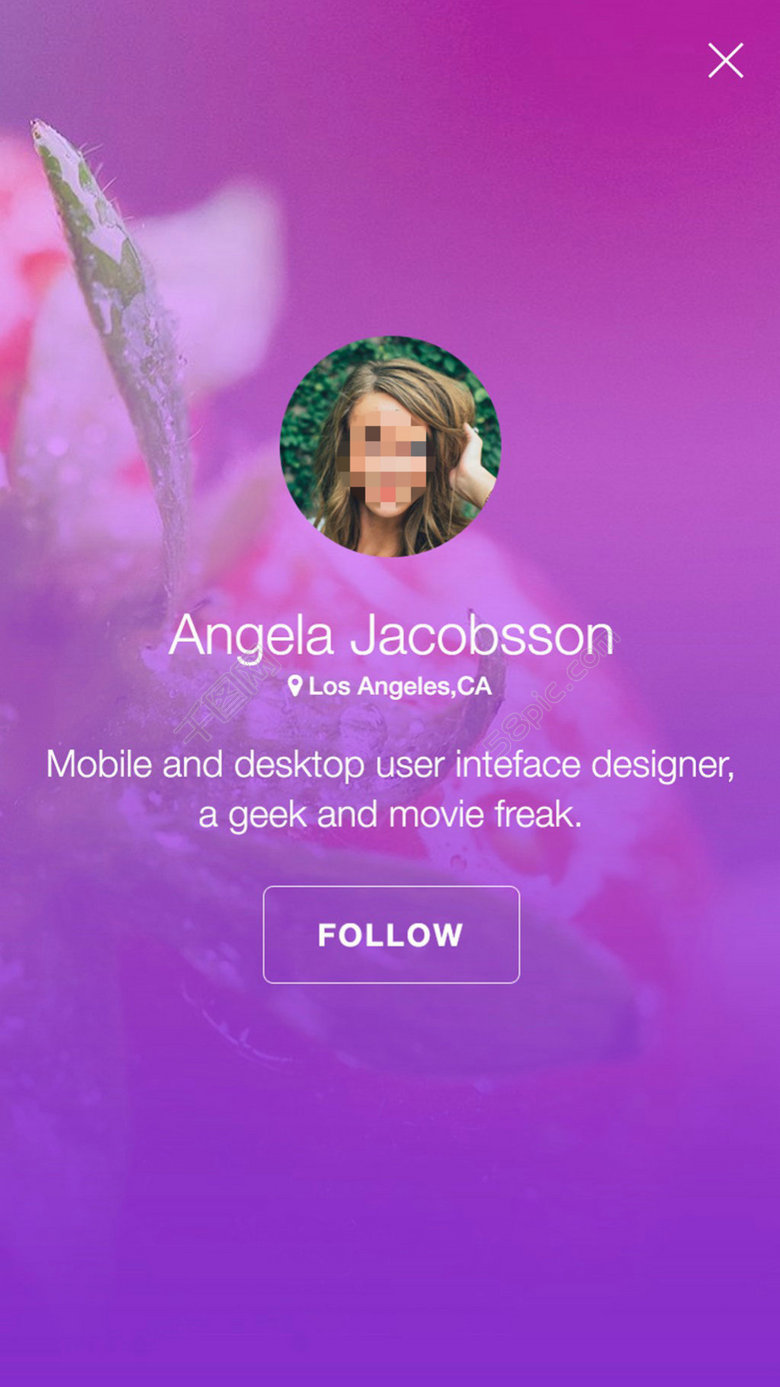 Angela Jacobsson
Los Angeles,CA
Mobile and desktop user inteface designer,
a geek and movie freak.
FOLLOW
千图网
58pic.com